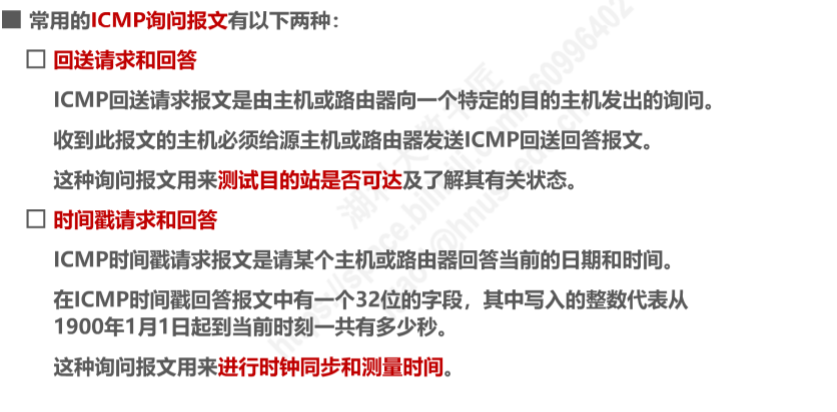 常用的ICMP询问报文有以下两种：
回送请求和回答
ICMP回送请求报文是由主机或路由器向一个特定的目的主机发出的询问。
收到此报文的主机必须给源主机或路由器发送ICMP回送回答报文。
这种询问报文用来测试目的站是否可达及了解其有关状态。
时间戳请求和回答
ICMP时间戳请求报文是请某个主机或路由器回答当前的日期和时间。
在ICMP时间戳回答报文中有一个32位的字段，其中写入的整数代表从
1900年1月1日起到当前时刻一共有多少秒。
这种询问报文用来进行时钟同步和测量时间。